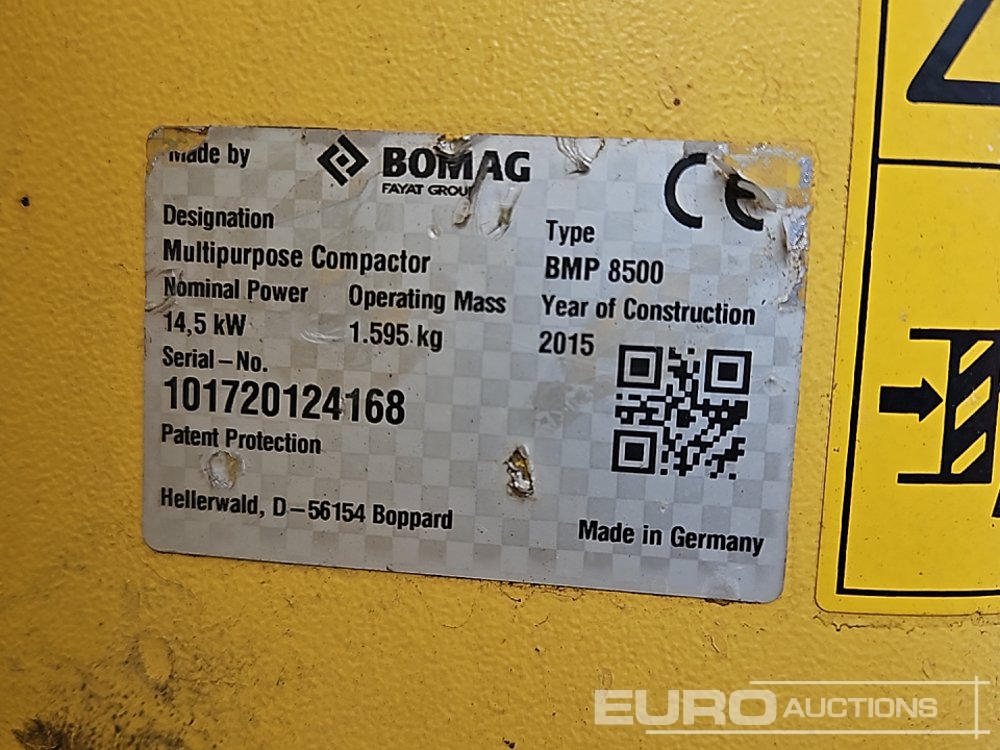 Made by
BOMAG
FAYAT GROUP
CE
Designation
Multipurpose Compactor
Type
BMP 8500
Nominal Power
14,5 kW
Operating Mass
1.595 kg
Year of Construction
2015
Serial-No.
101720124168
Patent Protection
Hellerwald, D-56154 Boppard
Made in Germany
EURO AUCTIONS